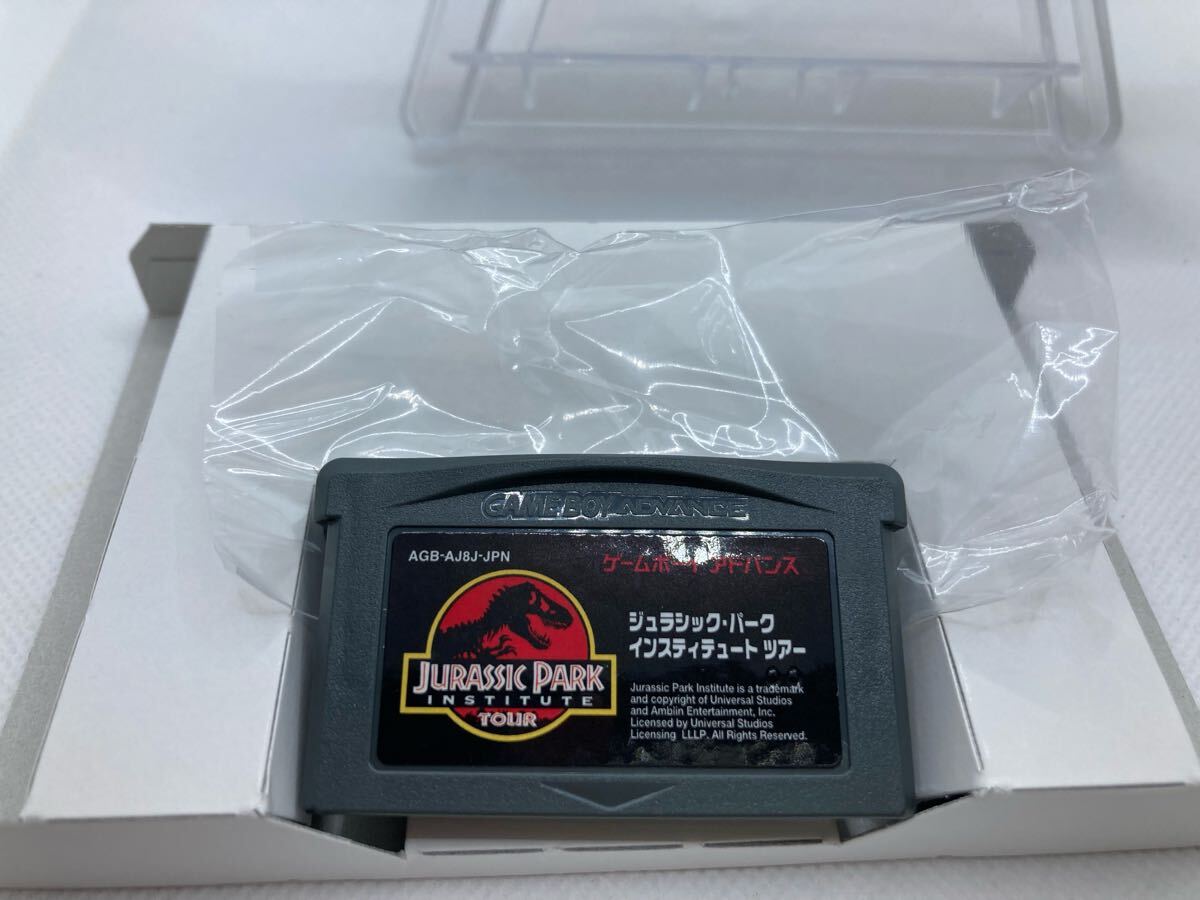 GAME BOY ADVANCE
AGB-AJ8J-JPN
ゲームボーイ アドバンス
JURASSIC PARK
INSTITUTE
TOUR
ジュラシック・パーク
インスティテュート ツアー
Jurassic Park Institute is a trademark
and copyright of Universal Studios
and Ambiin Entertainment, Inc.
Licensed by Universal Studios
Licensing LLLP. All Rights Reserved.